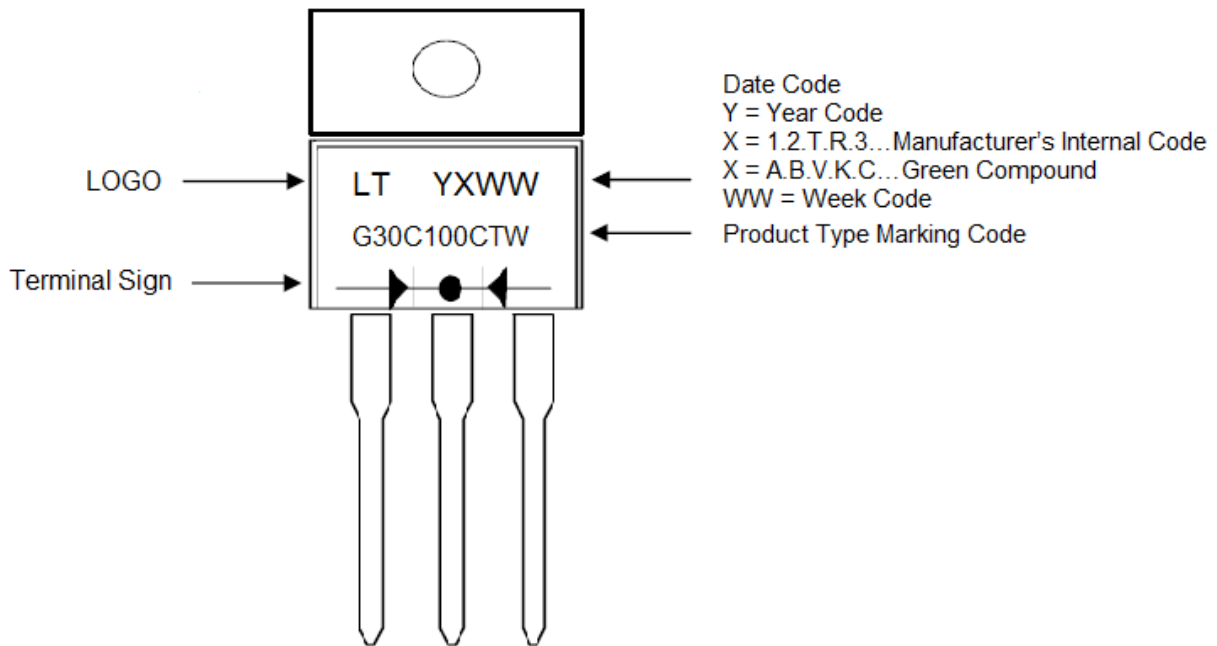 Date Code
Y = Year Code
X = 1.2.T.R.3...Manufacturer's Internal Code
LOGO
LT YXWW
X = A.B.V.K.C...Green Compound
WW = Week Code
G30C100CTW
Product Type Marking Code
Terminal Sign